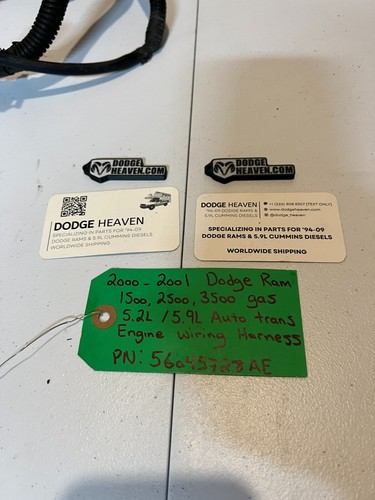 DODGE
HEAVEN.COM
DODGE
HEAVEN.COM
DODGE HEAVEN
SPECIALIZING IN PARTS FOR '94-09
DODGE RAMS & 5.9L CUMMINS DIESELS
WORLDWIDE SHIPPING
DODGE HEAVEN
'94-09 DODGE RAMS &
5.9L CUMMINS DIESELS
(TEXT ONLY)
www.dodgeheaven.com
@dodge_heaven
SPECIALIZING IN PARTS FOR '94-09
DODGE RAMS & 5.9L CUMMINS DIESELS
WORLDWIDE SHIPPING
2000-2001 Dodge Ram
1500, 2500, 3500 gas
5.2L / 5.9L Auto trans
Engine wiring Harness
PN: 56045728AE